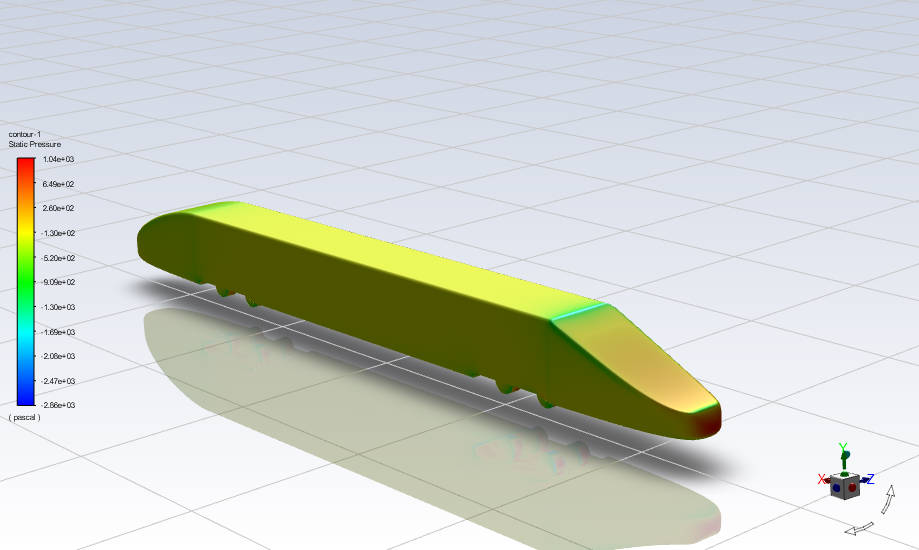 contour-1
Static Pressure
1.04e+03
6.49e+02
2.60e+02
-1.30e+02
-5.20e+02
-9.09e+02
-1.30e+03
-1.69e+03
-2.08e+03
-2.47e+03
-2.86e+03
( pascal )
Y
X
Z